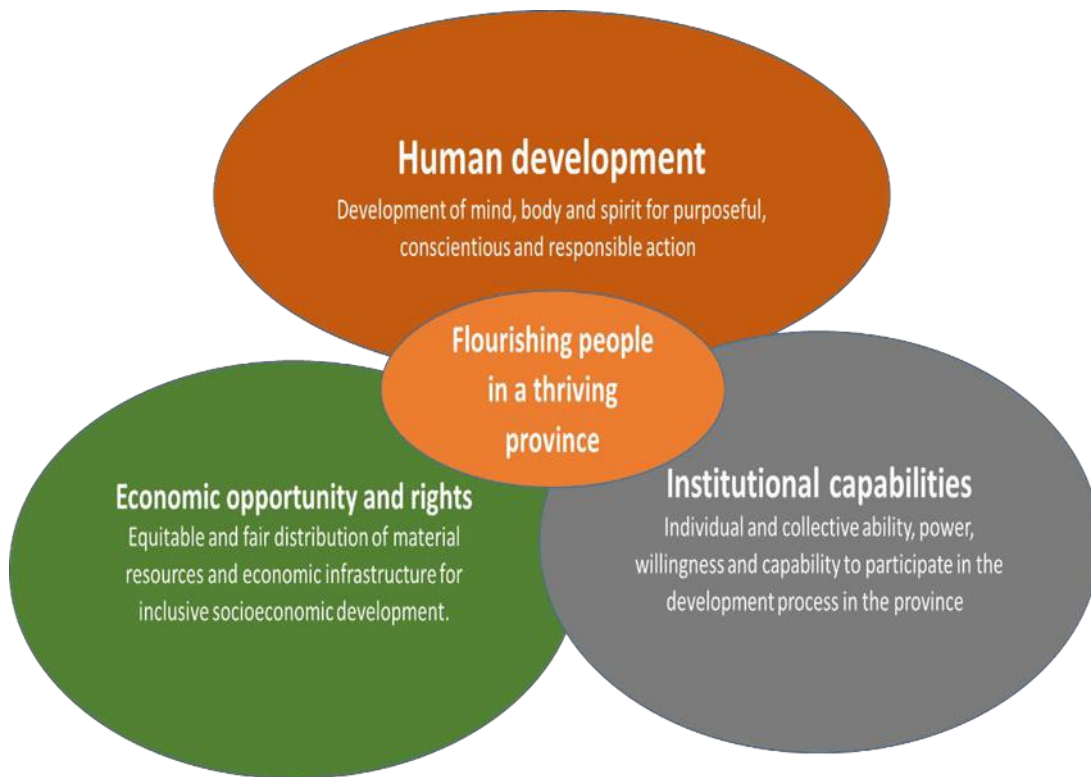 Human development
Development of mind, body and spirit for purposeful,
conscientious and responsible action
Flourishing people
in a thriving
province
Economic opportunity and rights
Equitable and fair distribution of material
resources and economic infrastructure for
inclusive socioeconomic development.
Institutional capabilities
Individual and collective ability, power,
willingness and capability to participate in the
development process in the province